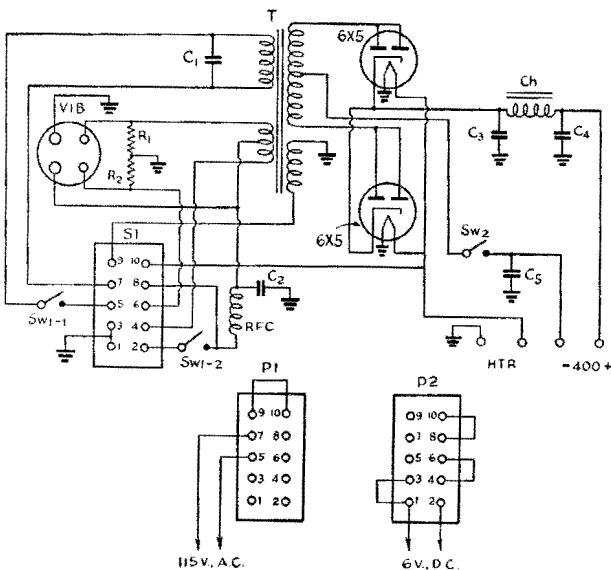 T
6X5
C1
Ch
C3
C4
VIB
R1
R2
S1
6X5
Sw2
C5
9 10
7 8
5 6
3 4
1 2
C2
RFC
Sw1-1
Sw1-2
HTR
-400+
P1
9 10
7 8
5 6
3 4
1 2
115V., A.C.
P2
9 10
7 8
5 6
3 4
1 2
6V., D.C.